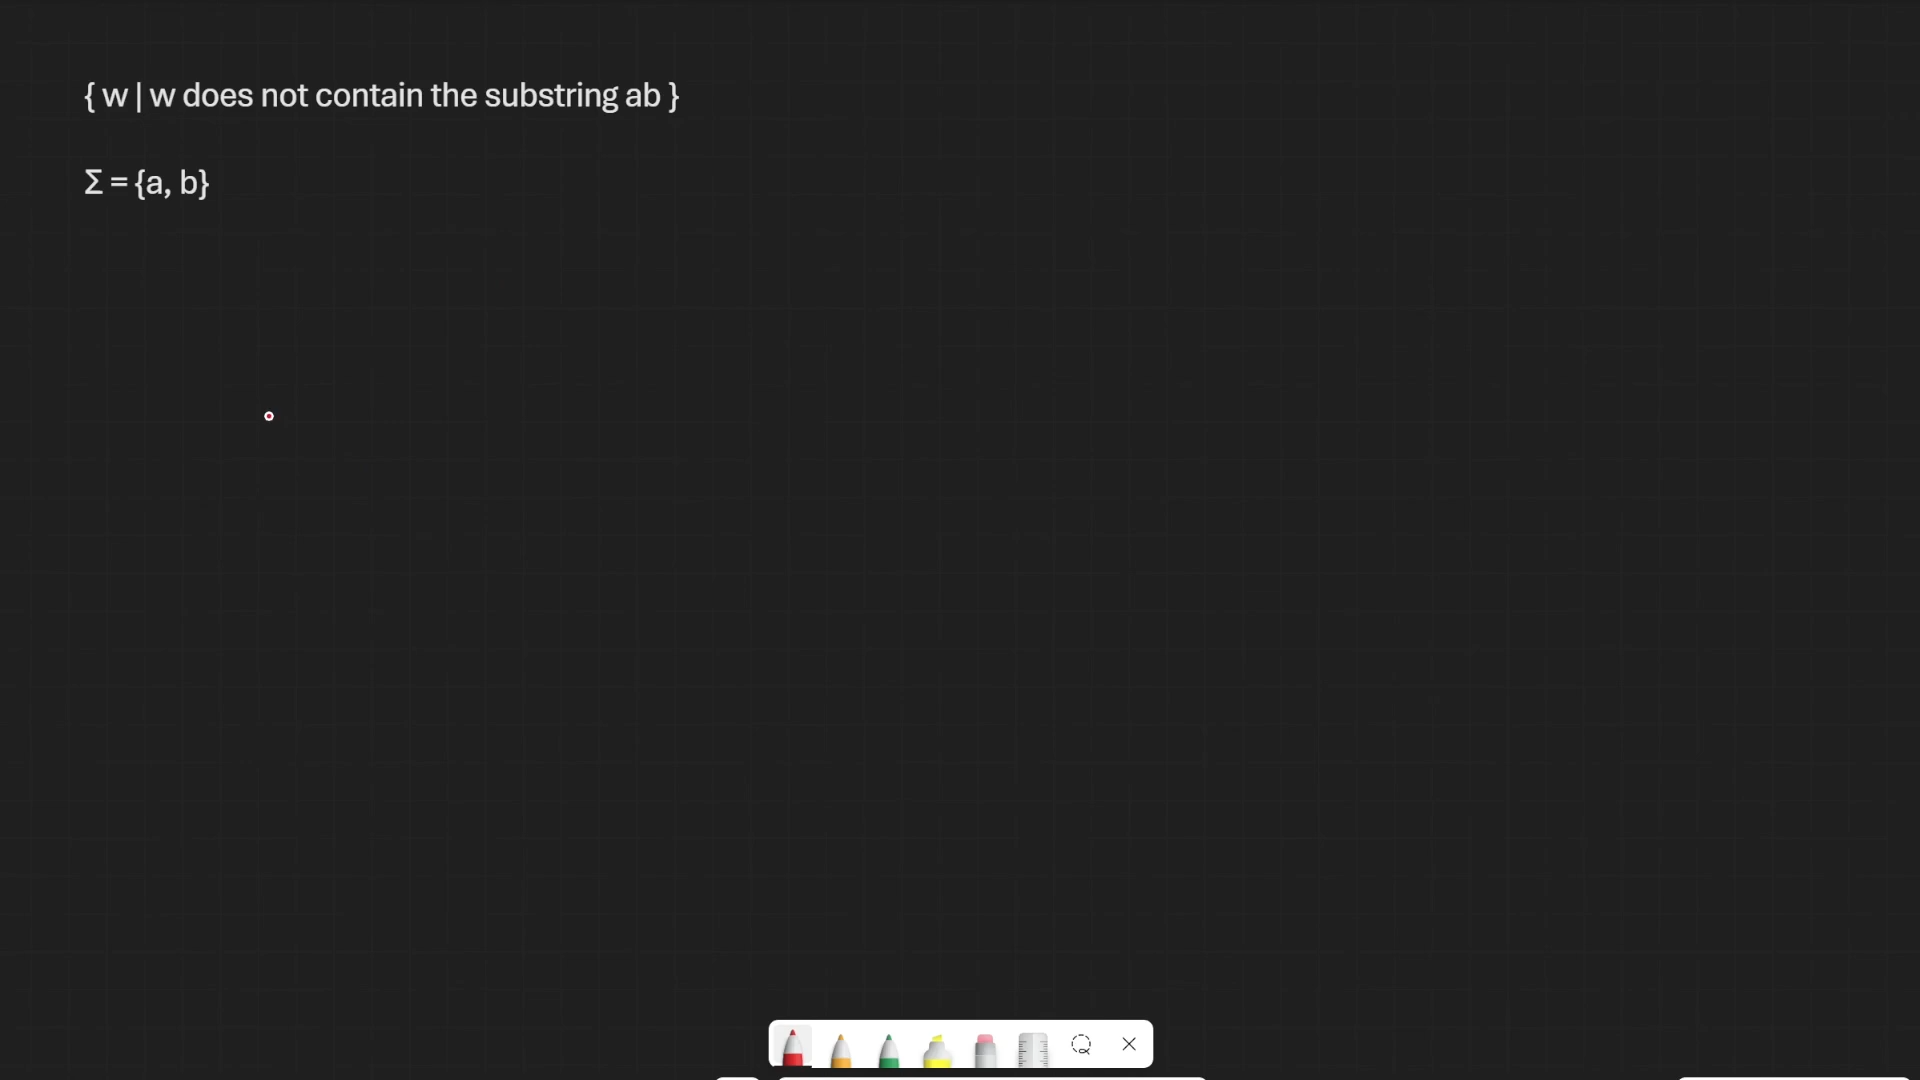 { w | w does not contain the substring ab }
Σ = {a, b}